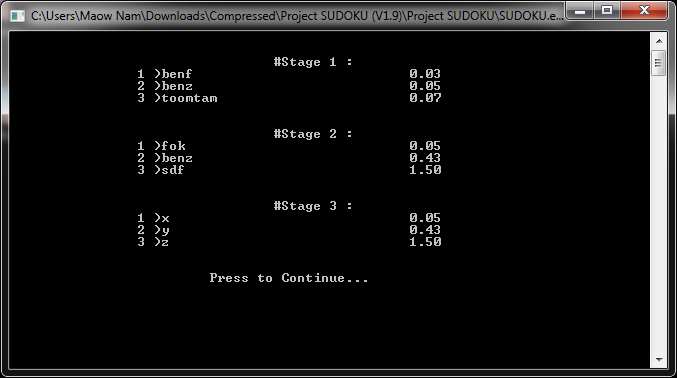 C:\Users\Maow Nam\Downloads\Compressed\Project SUDOKU (V1.9)\Project SUDOKU\SUDOKU.e...
#Stage 1 :
1 >benf 0.03
2 >benz 0.05
3 >toomtam 0.07
#Stage 2 :
1 >fok 0.05
2 >benz 0.43
3 >sdf 1.50
#Stage 3 :
1 >x 0.05
2 >y 0.43
3 >z 1.50
Press to Continue...